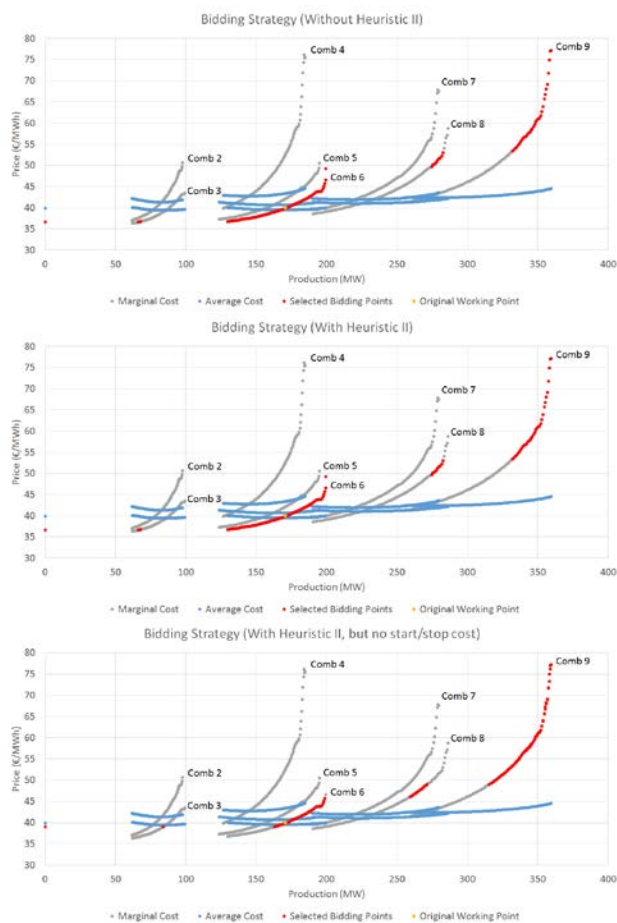 Bidding Strategy (Without Heuristic II)
80
75
70
65
60
55
50
45
40
35
30
Price (€/MWh)
Comb 2
Comb 3
Comb 4
Comb 5
Comb 6
Comb 7
Comb 8
Comb 9
0 50 100 150 200 250 300 350 400
Production (MW)
Marginal Cost Average Cost Selected Bidding Points Original Working Point
Bidding Strategy (With Heuristic II)
80
75
70
65
60
55
50
45
40
35
30
Price (€/MWh)
Comb 2
Comb 3
Comb 4
Comb 5
Comb 6
Comb 7
Comb 8
Comb 9
0 50 100 150 200 250 300 350 400
Production (MW)
Marginal Cost Average Cost Selected Bidding Points Original Working Point
Bidding Strategy (With Heuristic II, but no start/stop cost)
80
75
70
65
60
55
50
45
40
35
30
Price (€/MWh)
Comb 2
Comb 3
Comb 4
Comb 5
Comb 6
Comb 7
Comb 8
Comb 9
0 50 100 150 200 250 300 350 400
Production (MW)
Marginal Cost Average Cost Selected Bidding Points Original Working Point